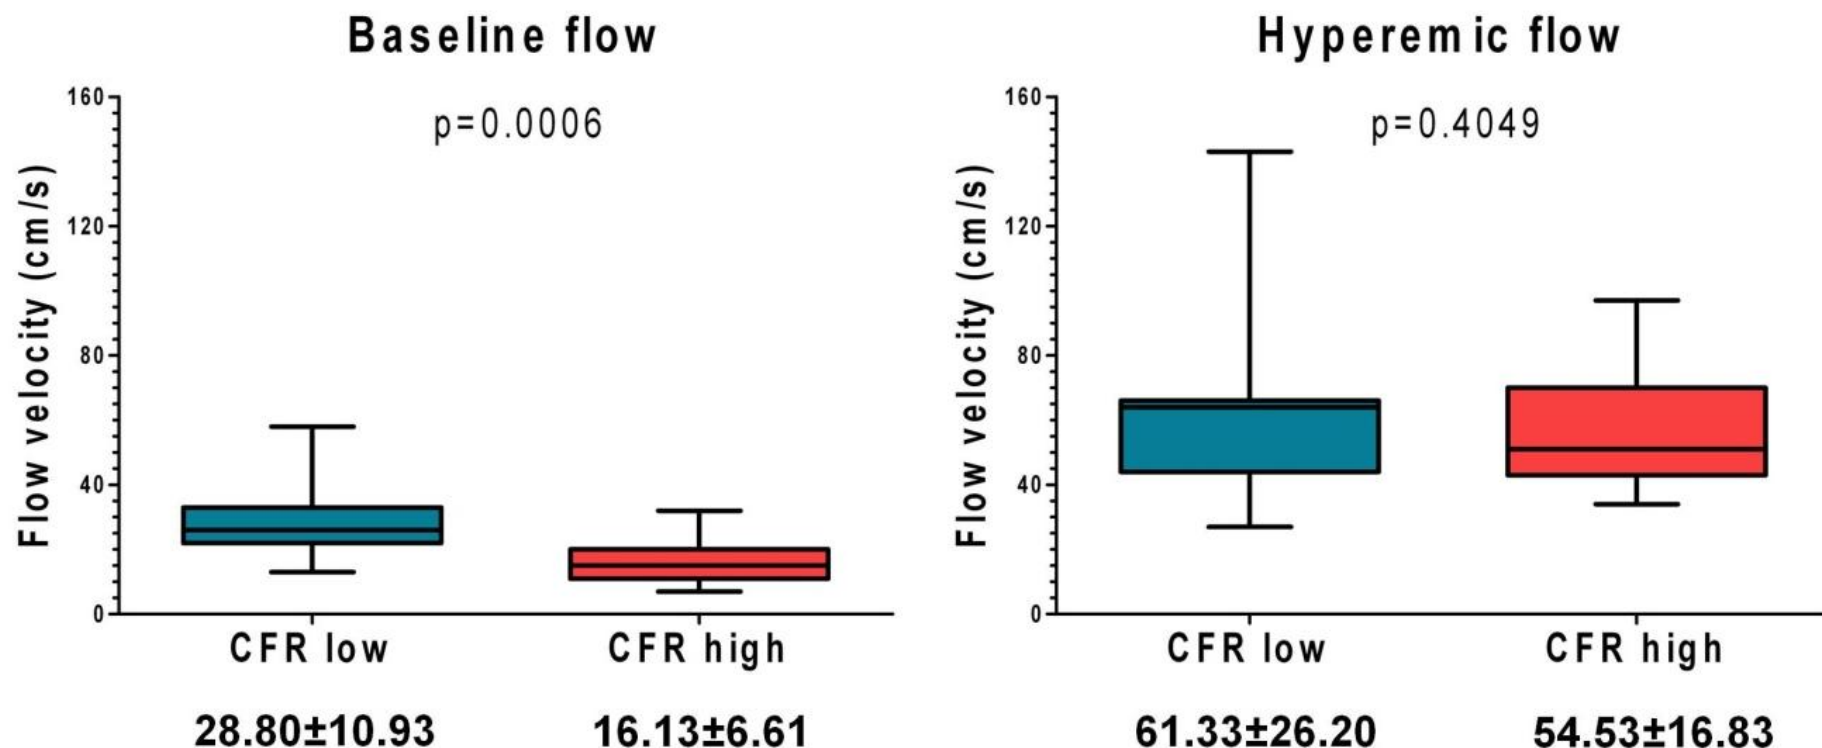 Baseline flow
p=0.0006
Flow velocity (cm/s)
160
120
80
40
0
CFR low
CFR high
28.80±10.93
16.13±6.61
Hyperemic flow
p=0.4049
Flow velocity (cm/s)
160
120
80
40
0
CFR low
CFR high
61.33±26.20
54.53±16.83